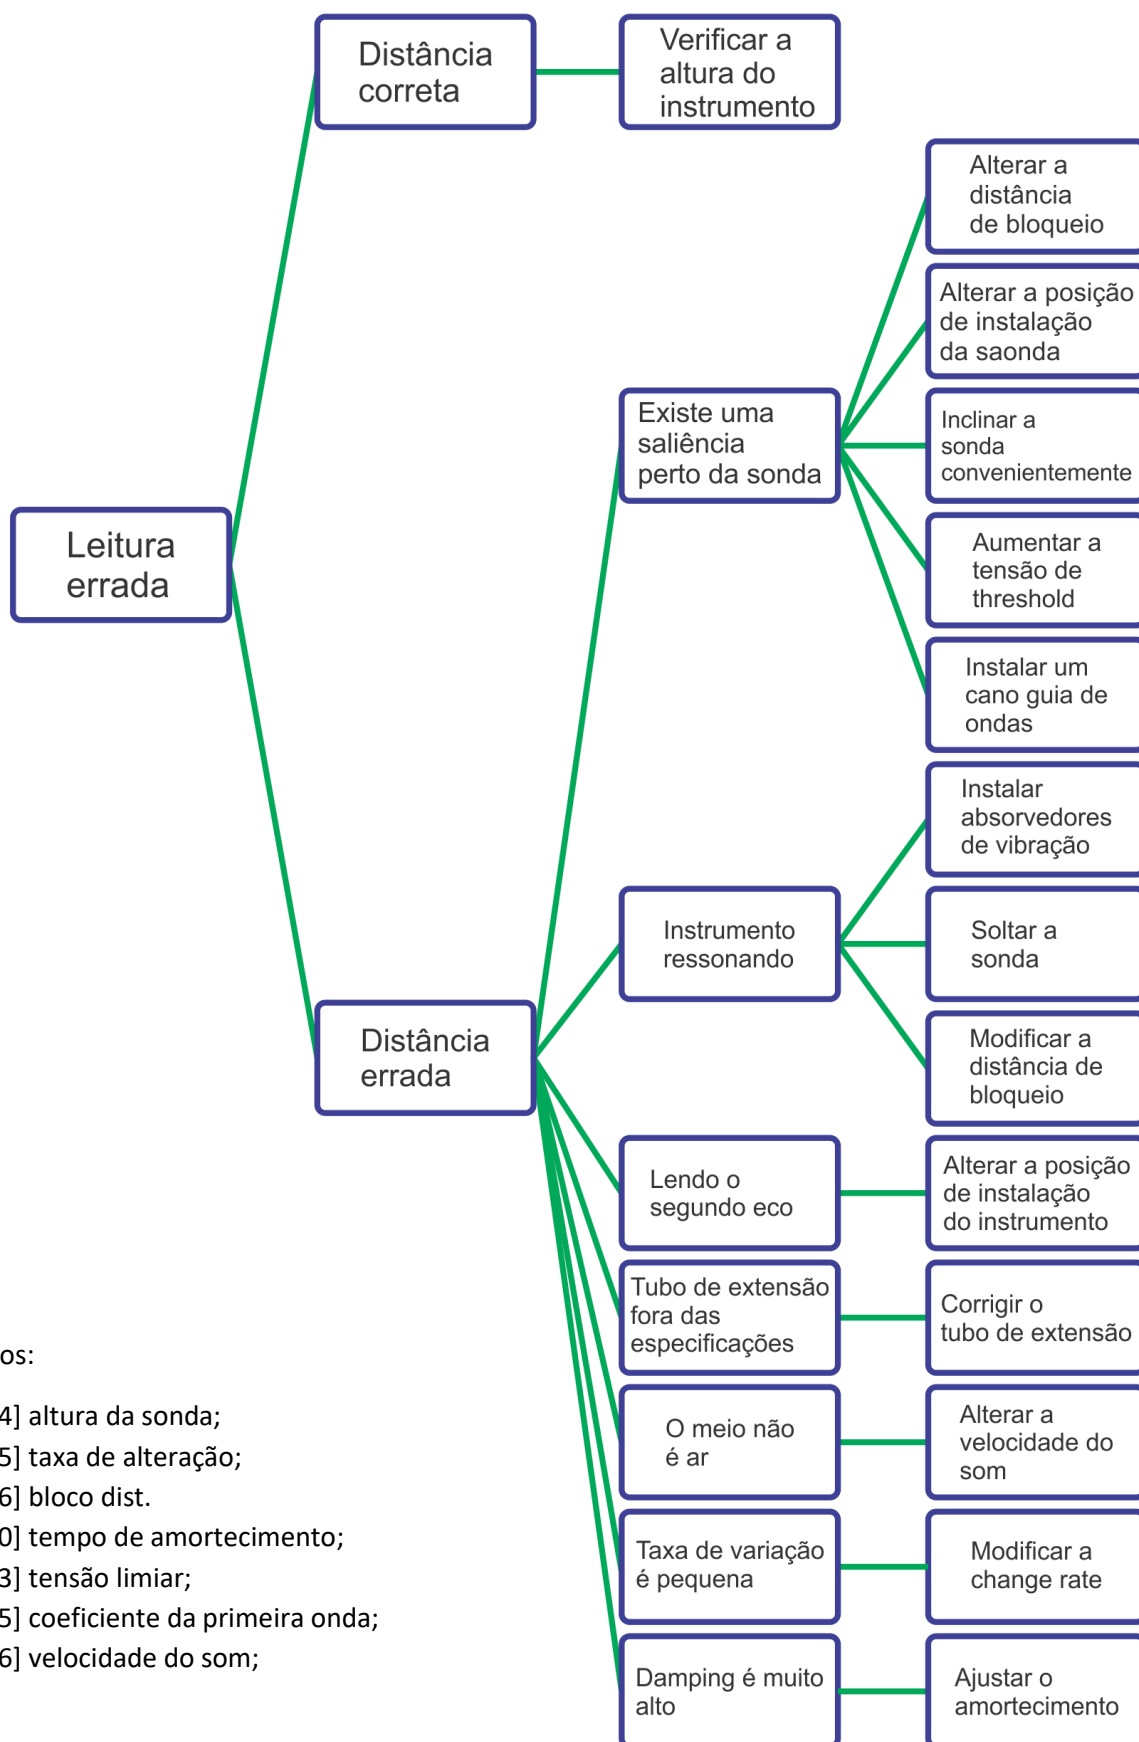 Distância
correta
Verificar a
altura do
instrumento
Alterar a
distância
de bloqueio
Alterar a posição
de instalação
da saonda
Existe uma
saliência
perto da sonda
Inclinar a
sonda
convenientemente
Leitura
errada
Aumentar a
tensão de
threshold
Instalar um
cano guia de
ondas
Instalar
absorvedores
de vibração
Instrumento
ressonando
Soltar a
sonda
Distância
errada
Modificar a
distância de
bloqueio
Lendo o
segundo eco
Alterar a posição
de instalação
do instrumento
Tubo de extensão
fora das
especificações
Corrigir o
tubo de extensão
O meio não
é ar
Alterar a
velocidade do
som
Taxa de variação
é pequena
Modificar a
change rate
Damping é muito
alto
Ajustar o
amortecimento
os:
4] altura da sonda;
5] taxa de alteração;
6] bloco dist.
0] tempo de amortecimento;
3] tensão limiar;
5] coeficiente da primeira onda;
6] velocidade do som;